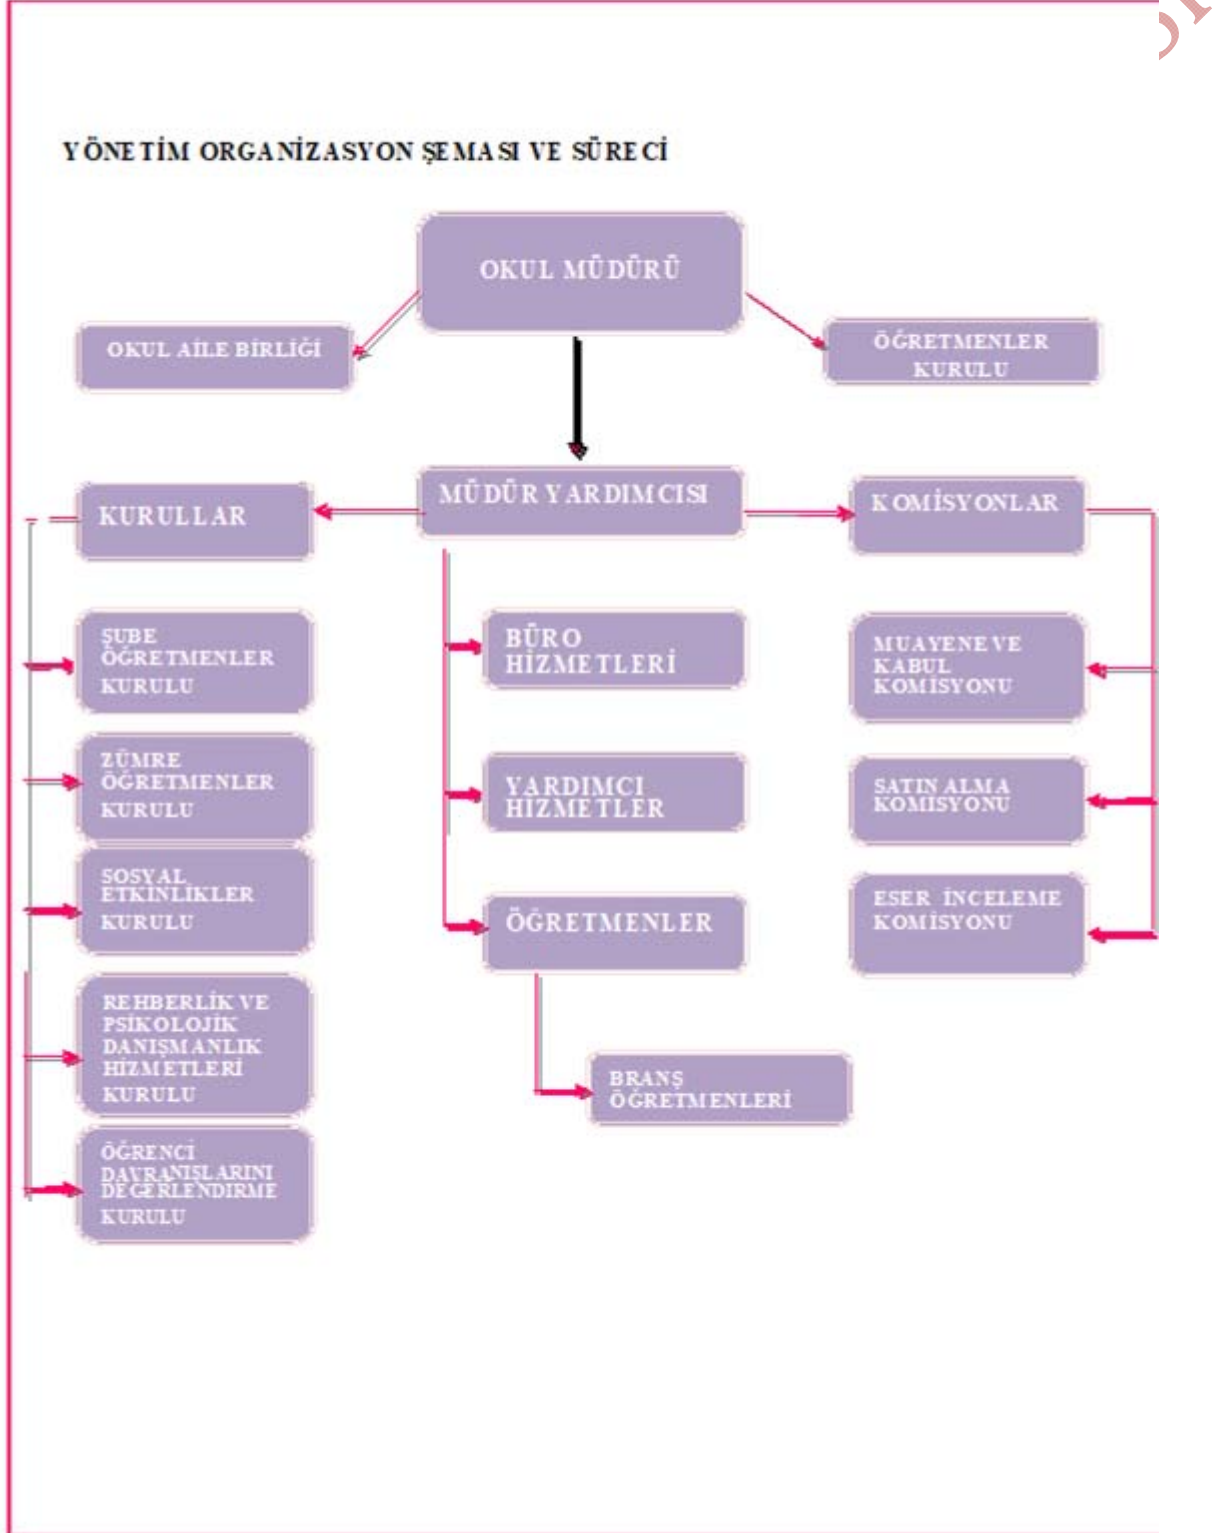 YÖNETİM ORGANİZASYON ŞEMASI VE SÜRECİ
OKUL MÜDÜRÜ
OKUL AİLE BİRLİĞİ
ÖĞRETMENLER
KURULU
KURULLAR
MÜDÜR YARDIMCISI
KOMİSYONLAR
ŞUBE
ÖĞRETMENLER
KURULU
ZÜMRE
ÖĞRETMENLER
KURULU
SOSYAL
ETKİNLİKLER
KURULU
REHBERLİK VE
PSİKOLOJİK
DANIŞMANLIK
HİZMETLERİ
KURULU
ÖĞRENCİ
DAVRANIŞLARINI
DEĞERLENDİRME
KURULU
BÜRO
HİZMETLERİ
YARDIMCI
HİZMETLER
ÖĞRETMENLER
BRANŞ
ÖĞRETMENLERİ
MUAYENE VE
KABUL
KOMİSYONU
SATIN ALMA
KOMİSYONU
ESER İNCELEME
KOMİSYONU